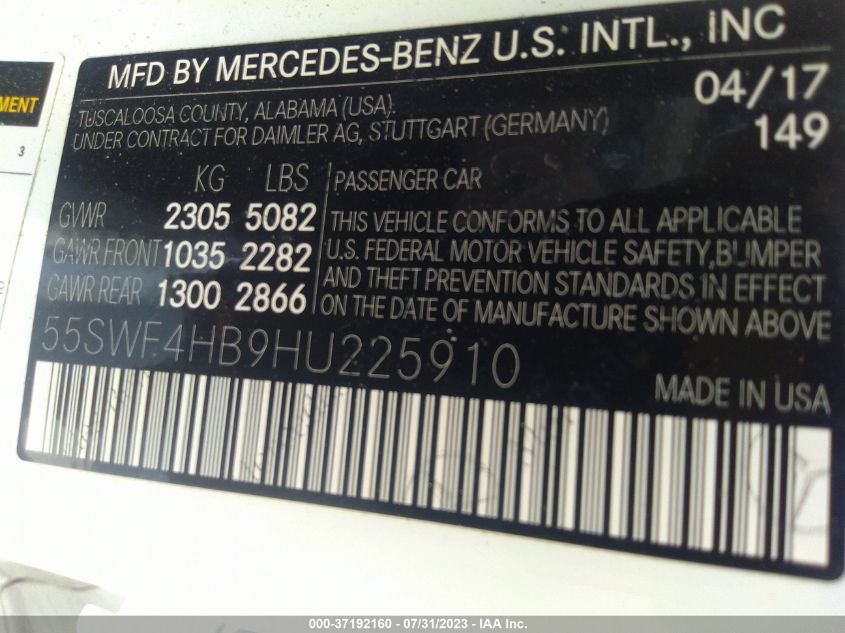 MFD BY MERCEDES-BENZ U.S. INTL., INC
TUSCALOOSA COUNTY, ALABAMA (USA).
UNDER CONTRACT FOR DAIMLER AG, STUTTGART (GERMANY)
04/17
149
MENT
3
KG LBS
GVWR 2305 5082
GAWR FRONT 1035 2282
GAWR REAR 1300 2866
PASSENGER CAR
THIS VEHICLE CONFORMS TO ALL APPLICABLE
U.S. FEDERAL MOTOR VEHICLE SAFETY, BUMPER
AND THEFT PREVENTION STANDARDS IN EFFECT
ON THE DATE OF MANUFACTURE SHOWN ABOVE.
55SWF4HB9HU225910
MADE IN USA
000-37192160 - 07/31/2023 - IAA Inc.